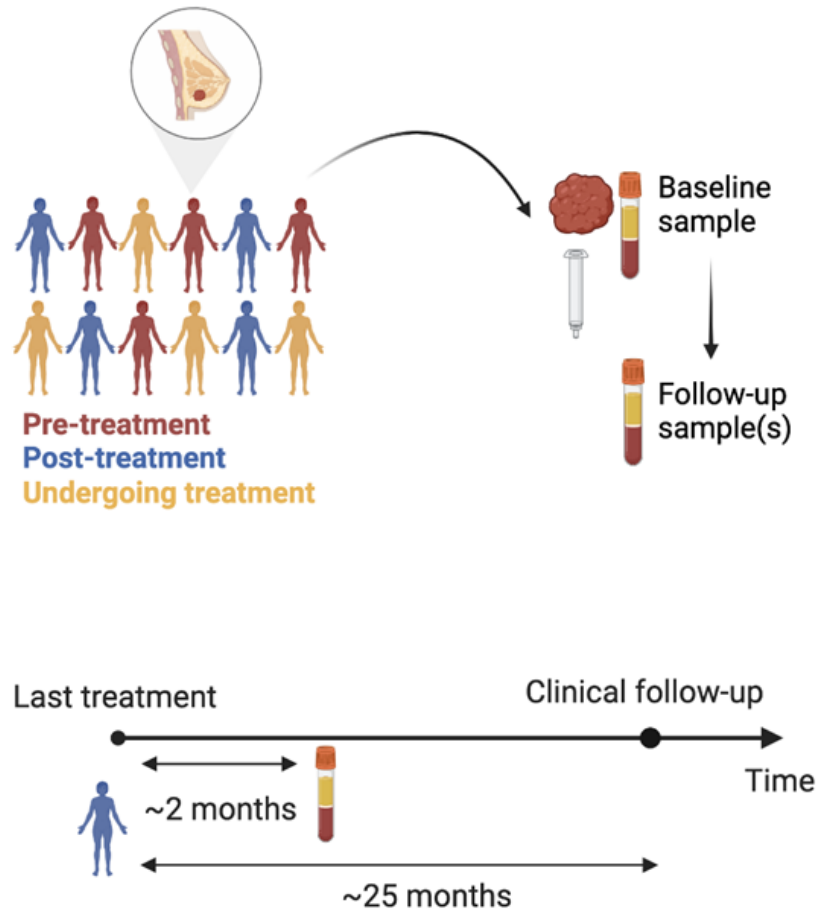 Baseline
sample
Follow-up
sample(s)
Pre-treatment
Post-treatment
Undergoing treatment
Last treatment
Clinical follow-up
Time
~2 months
~25 months